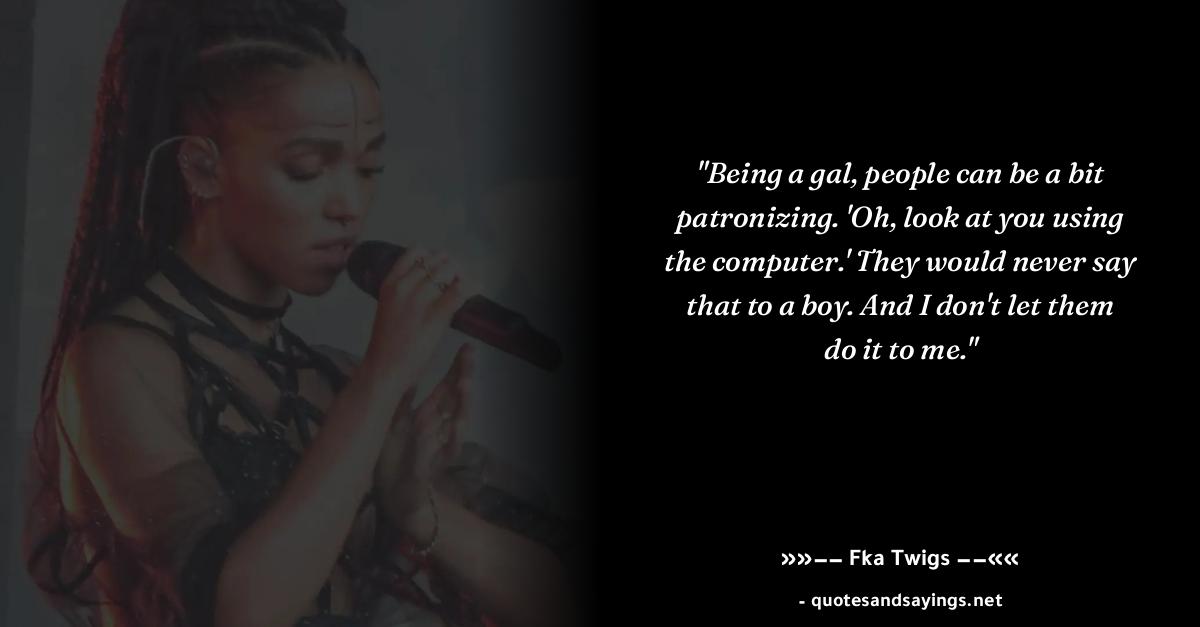 "Being a gal, people can be a bit
patronizing. 'Oh, look at you using
the computer.' They would never say
that to a boy. And I don't let them
do it to me."
»»–– Fka Twigs ––««
- quotesandsayings.net